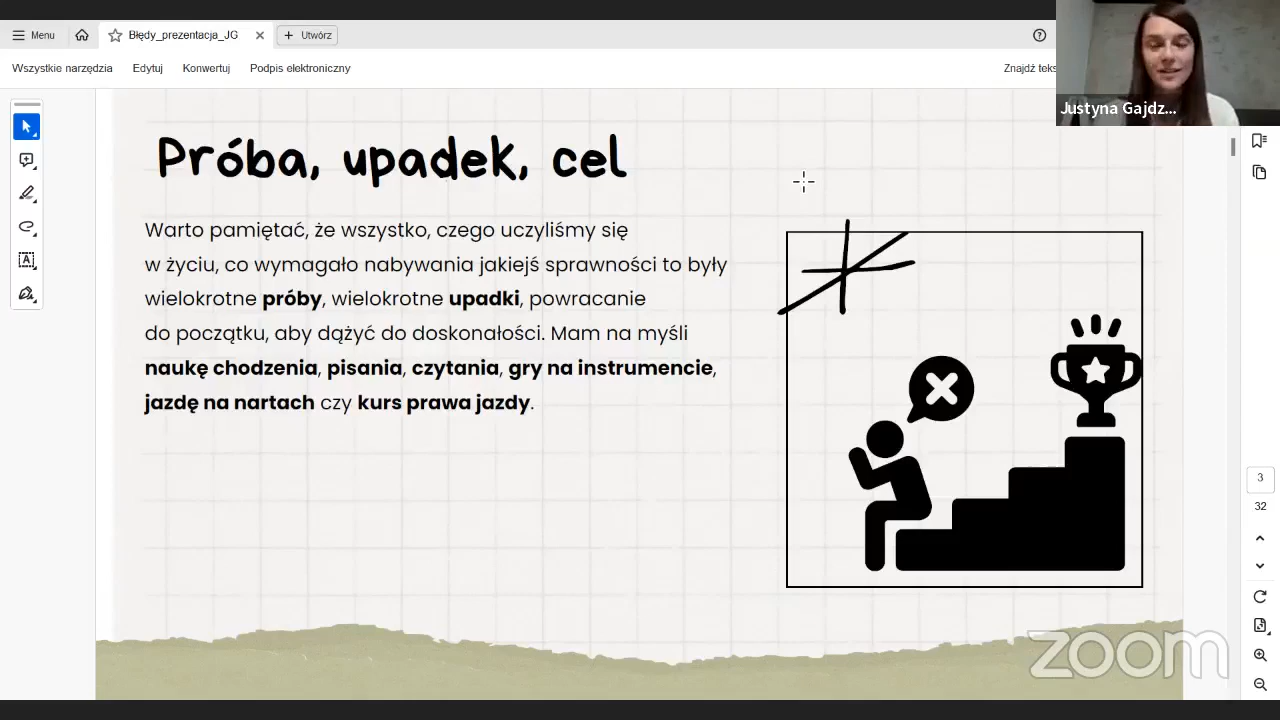 Menu
Błędy_prezentacja_JG
Utwórz
Wszystkie narzędzia
Edytuj
Konwertuj
Podpis elektroniczny
Znajdź teks
Justyna Gajdz...
Próba, upadek, cel
Warto pamiętać, że wszystko, czego uczyliśmy się
w życiu, co wymagało nabywania jakiejś sprawności to były
wielokrotne próby, wielokrotne upadki, powracanie
do początku, aby dążyć do doskonałości. Mam na myśli
naukę chodzenia, pisania, czytania, gry na instrumencie,
jazdę na nartach czy kurs prawa jazdy.
3
32
zoom